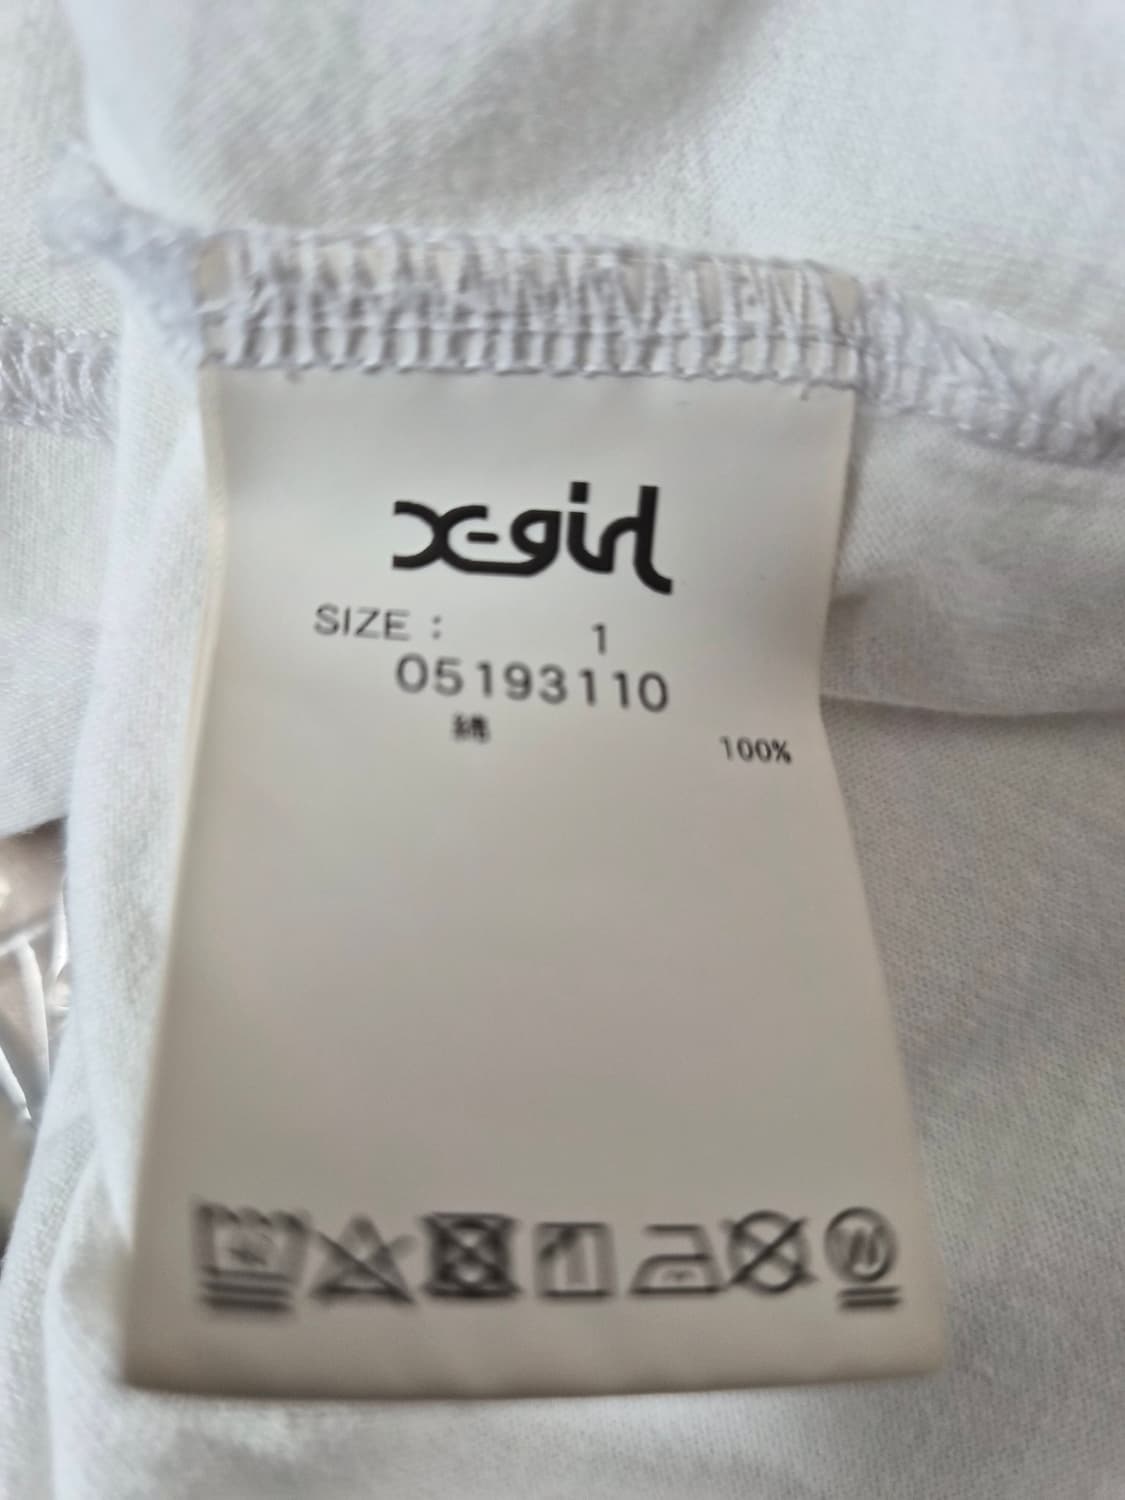 X-girl
SIZE : 1
05193110
綿 100%